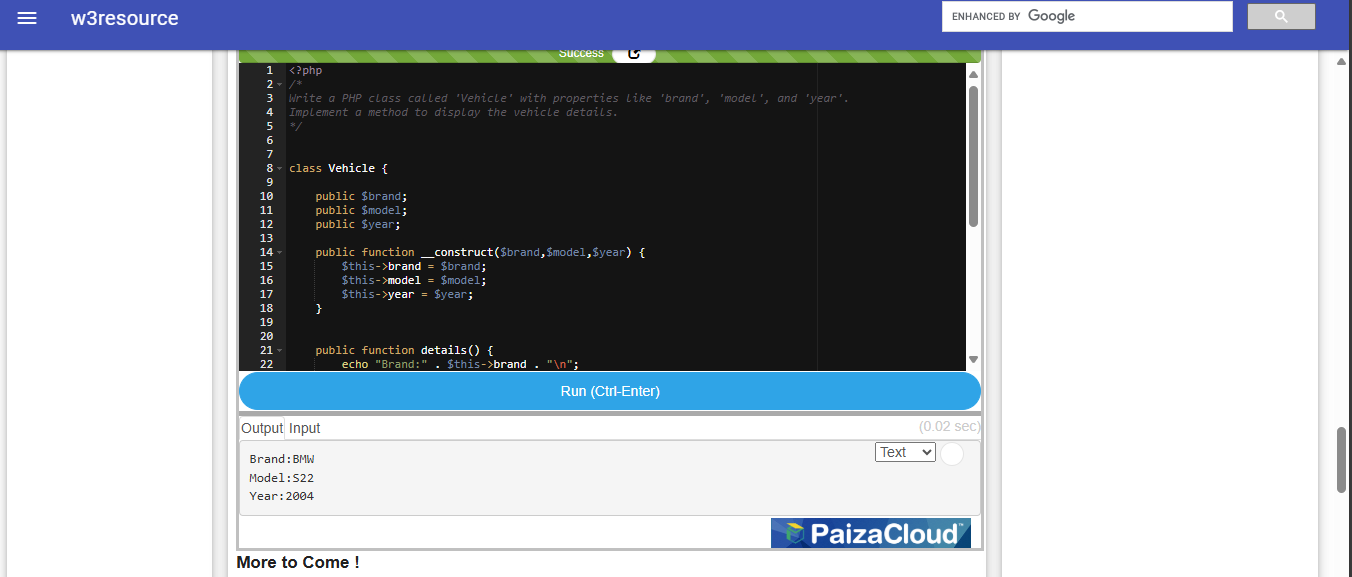 w3resource
ENHANCED BY Google
Success
1 <?php
2 /*
3 Write a PHP class called 'Vehicle' with properties like 'brand', 'model', and 'year'.
4 Implement a method to display the vehicle details.
5 */
6
7
8 class Vehicle {
9
10 public $brand;
11 public $model;
12 public $year;
13
14 public function __construct($brand,$model,$year) {
15 $this->brand = $brand;
16 $this->model = $model;
17 $this->year = $year;
18 }
19
20
21 public function details() {
22 echo "Brand:" . $this->brand . "\n";
Run (Ctrl-Enter)
Output Input (0.02 sec)
Text
Brand:BMW
Model:S22
Year:2004
PaizaCloud™
More to Come !